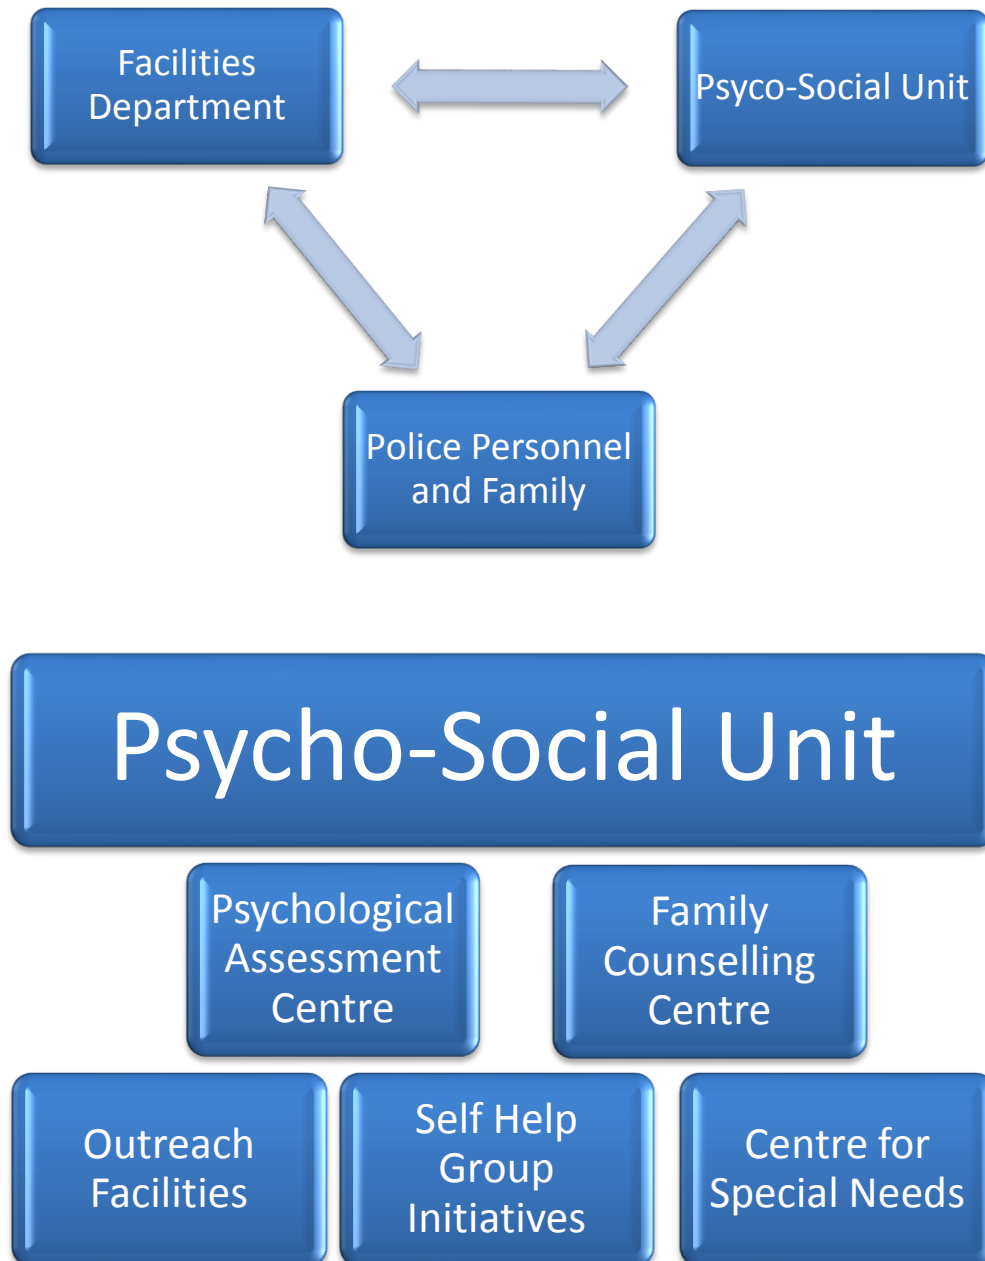 Facilities
Department
Psyco-Social Unit
Police Personnel
and Family
Psycho-Social Unit
Psychological
Assessment
Centre
Family
Counselling
Centre
Outreach
Facilities
Self Help
Group
Initiatives
Centre for
Special Needs